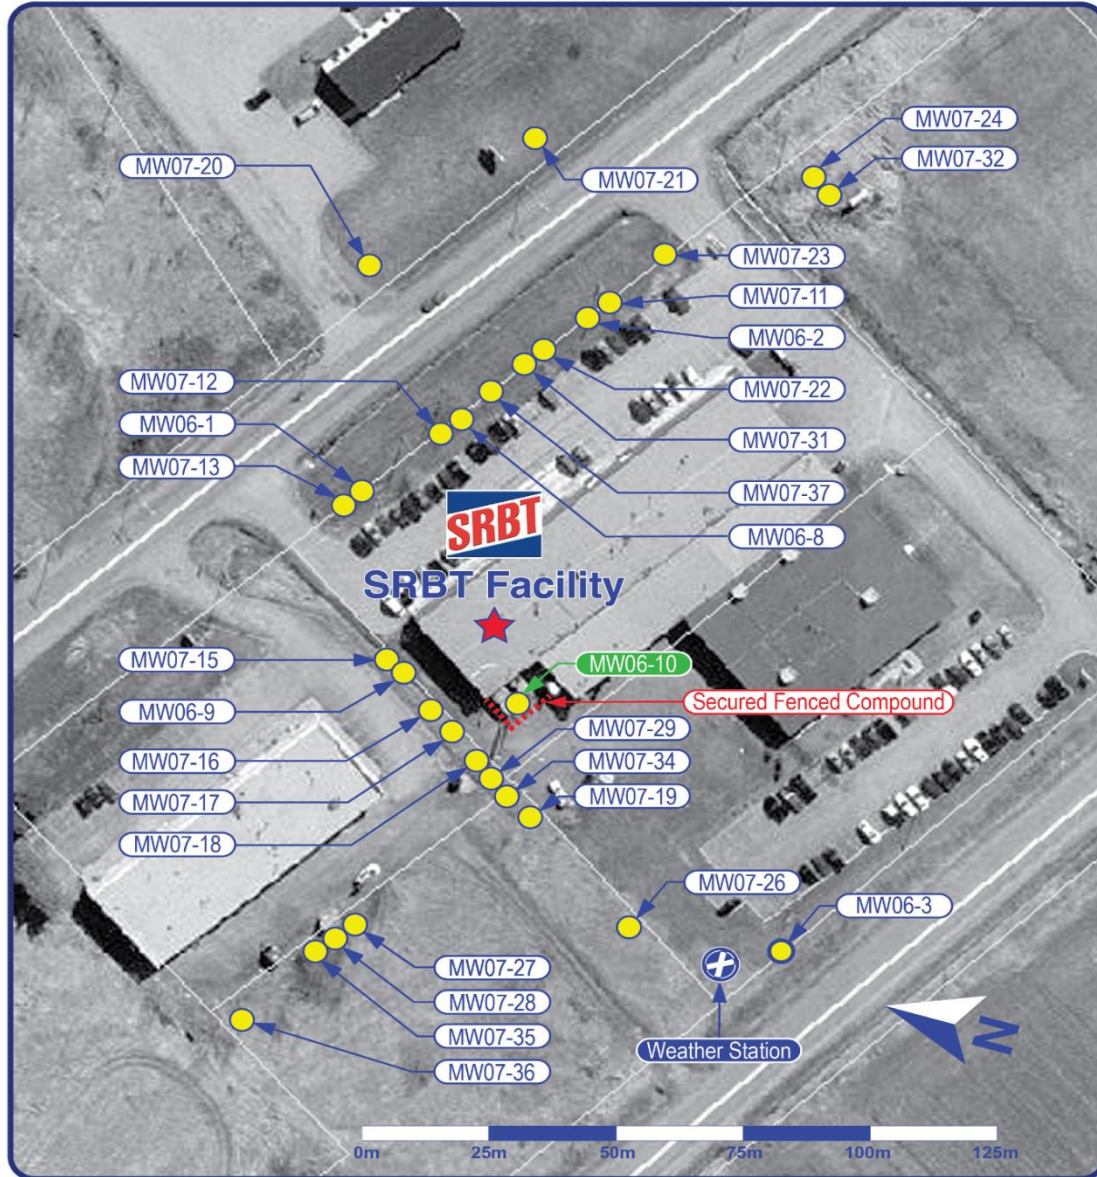 MW07-24
MW07-32
MW07-20
MW07-21
MW07-23
MW07-11
MW06-2
MW07-12
MW07-22
MW06-1
MW07-31
MW07-13
MW07-37
SRBT
MW06-8
SRBT Facility
MW07-15
MW06-10
MW06-9
Secured Fenced Compound
MW07-29
MW07-16
MW07-34
MW07-17
MW07-19
MW07-18
MW07-26
MW06-3
MW07-27
MW07-28
MW07-35
Weather Station
N
MW07-36
0m 25m 50m 75m 100m 125m